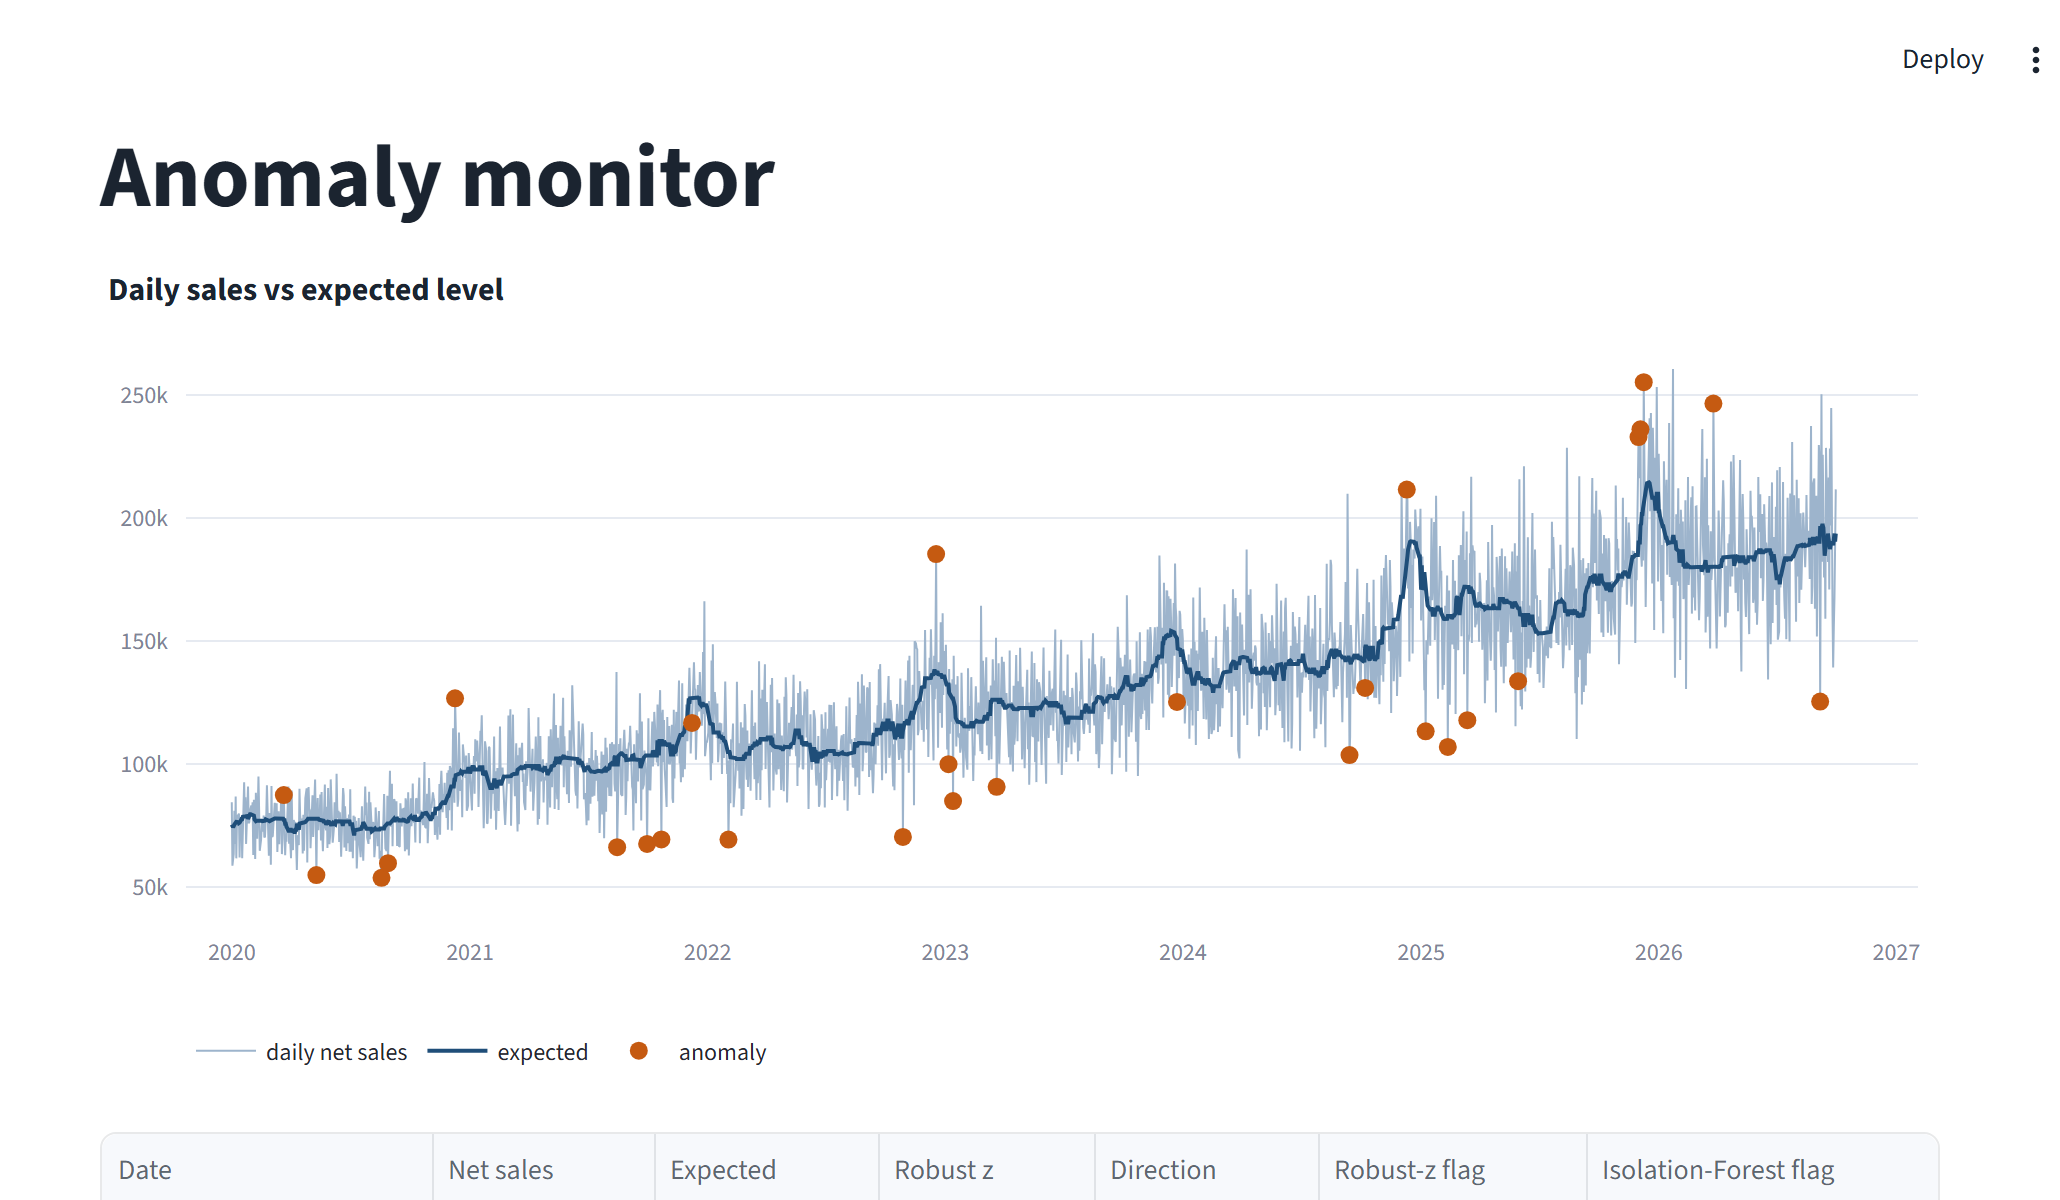 Deploy
Anomaly monitor
Daily sales vs expected level
250k
200k
150k
100k
50k
2020 2021 2022 2023 2024 2025 2026 2027
daily net sales expected anomaly
Date Net sales Expected Robust z Direction Robust-z flag Isolation-Forest flag